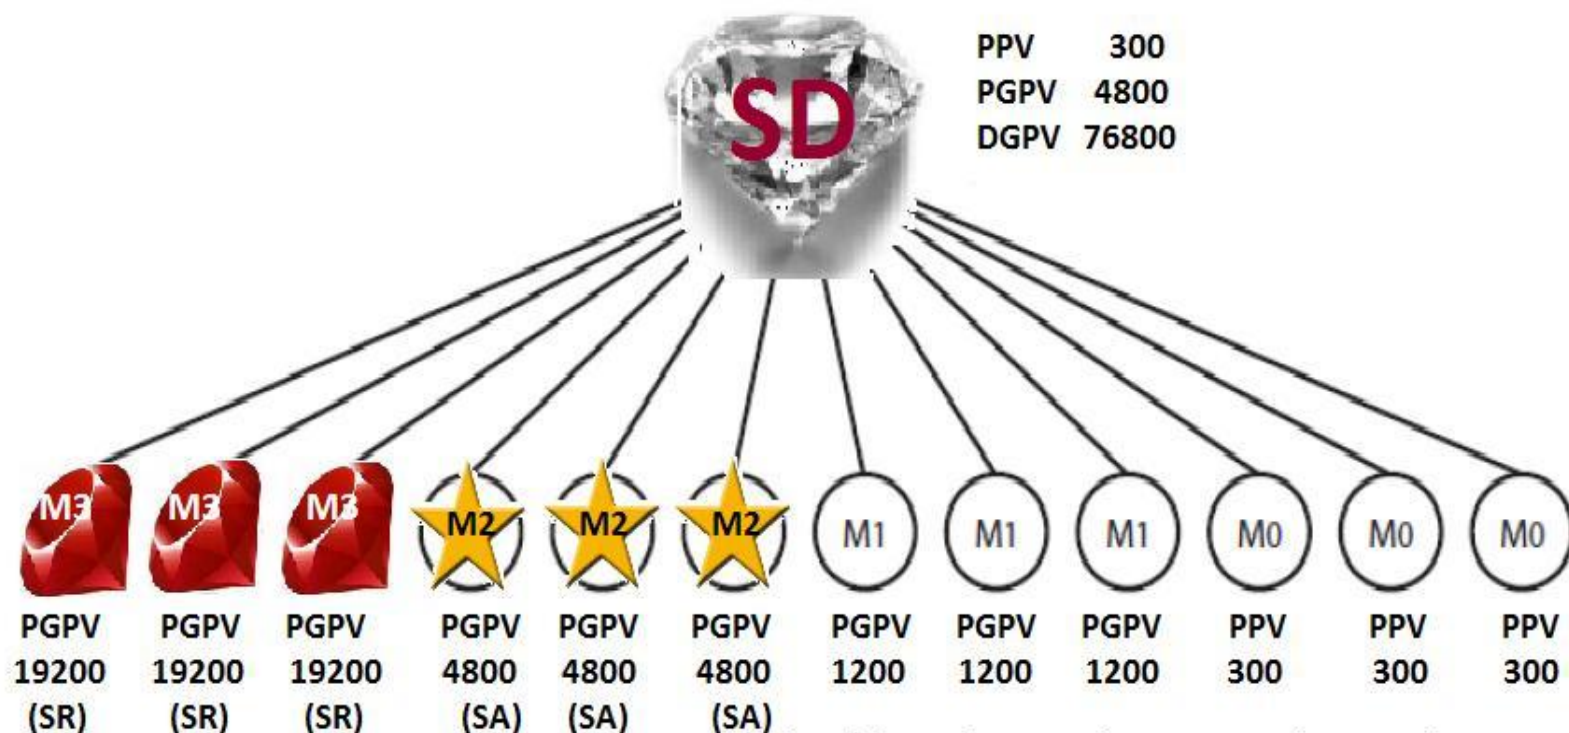 PPV 300
PGPV 4800
DGPV 76800
SD
M3 M3 M3 M2 M2 M2 M1 M1 M1 M0 M0 M0
PGPV PGPV PGPV PGPV PGPV PGPV PGPV PGPV PGPV PPV PPV PPV
19200 19200 19200 4800 4800 4800 1200 1200 1200 300 300 300
(SR) (SR) (SR) (SA) (SA) (SA)